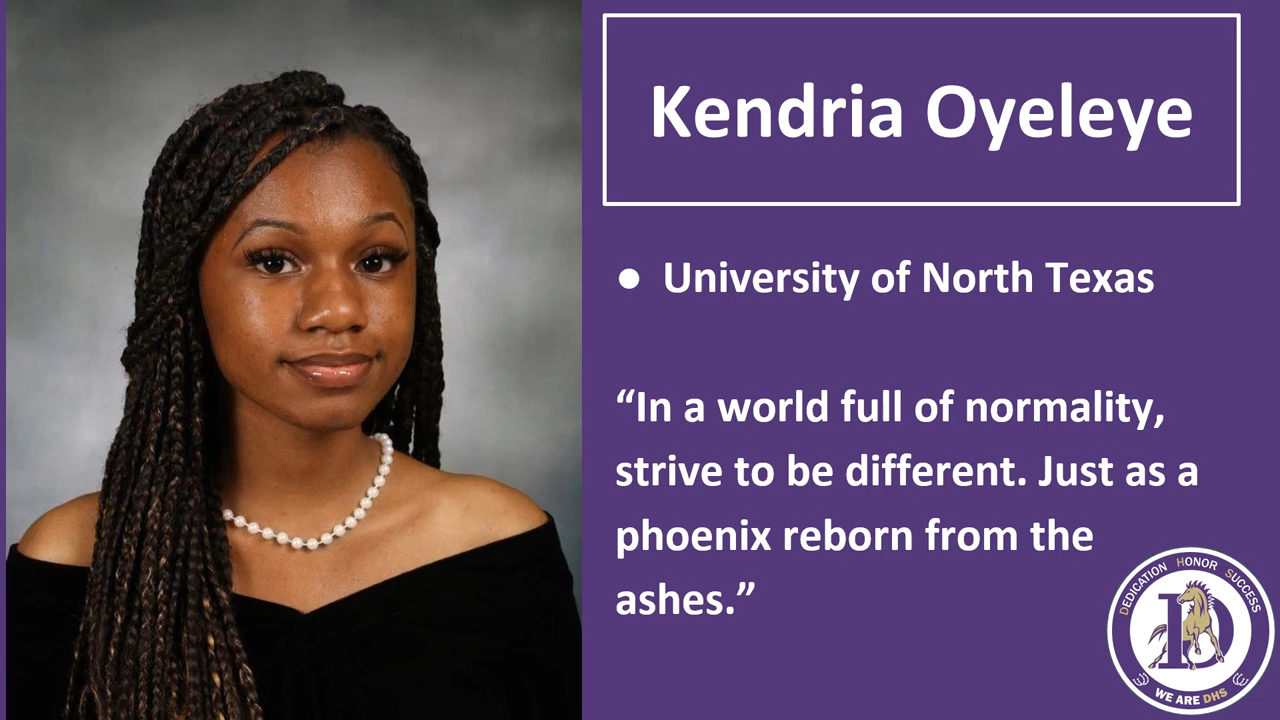 Kendria Oyeleye
● University of North Texas
“In a world full of normality,
strive to be different. Just as a
phoenix reborn from the
ashes.”
DEDICATION HONOR SUCCESS
D
WE ARE DHS